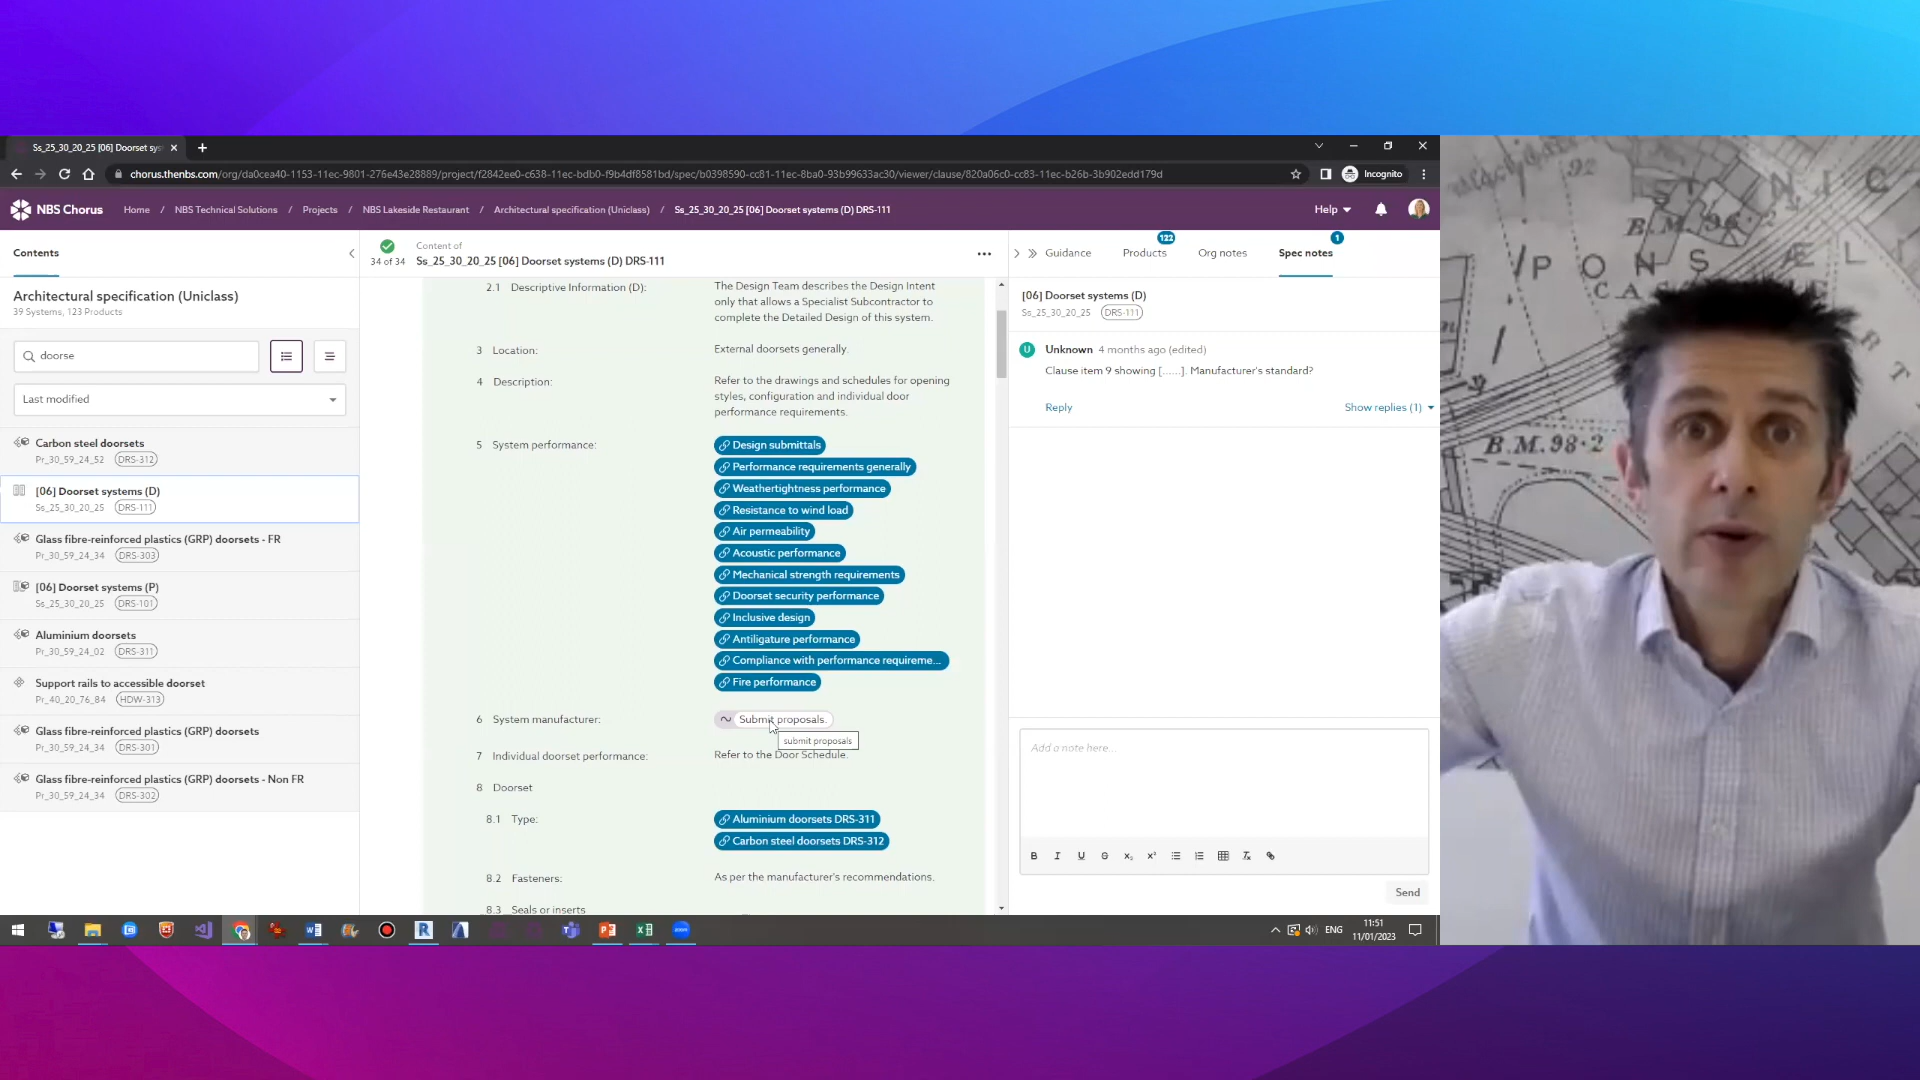 Ss_25_30_20_25 [06] Doorset sys
chorus.thenbs.com/org/da0cea40-1153-11ec-9801-276e43e28889/project/f2842ee0-c638-11ec-bdb0-f9b4df8581bd/spec/b0398590-cc81-11ec-8ba0-93b99633ac30/viewer/clause/820a06c0-cc83-11ec-b26b-3b902edd179d
Incognito
NBS Chorus
Home / NBS Technical Solutions / Projects / NBS Lakeside Restaurant / Architectural specification (Uniclass) / Ss_25_30_20_25 [06] Doorset systems (D) DRS-111
Help
Contents
Architectural specification (Uniclass)
39 Systems, 123 Products
doorse
Last modified
Carbon steel doorsets
Pr_30_59_24_52 DRS-312
[06] Doorset systems (D)
Ss_25_30_20_25 DRS-111
Glass fibre-reinforced plastics (GRP) doorsets - FR
Pr_30_59_24_34 DRS-303
[06] Doorset systems (P)
Ss_25_30_20_25 DRS-101
Aluminium doorsets
Pr_30_59_24_02 DRS-311
Support rails to accessible doorset
Pr_40_20_76_84 HDW-313
Glass fibre-reinforced plastics (GRP) doorsets
Pr_30_59_24_34 DRS-301
Glass fibre-reinforced plastics (GRP) doorsets - Non FR
Pr_30_59_24_34 DRS-302
34 of 34
Content of
Ss_25_30_20_25 [06] Doorset systems (D) DRS-111
2.1 Descriptive Information (D): The Design Team describes the Design Intent
only that allows a Specialist Subcontractor to
complete the Detailed Design of this system.
3 Location: External doorsets generally.
4 Description: Refer to the drawings and schedules for opening
styles, configuration and individual door
performance requirements.
5 System performance: Design submittals
Performance requirements generally
Weathertightness performance
Resistance to wind load
Air permeability
Acoustic performance
Mechanical strength requirements
Doorset security performance
Inclusive design
Antiligature performance
Compliance with performance requireme...
Fire performance
6 System manufacturer: Submit proposals.
submit proposals
7 Individual doorset performance: Refer to the Door Schedule.
8 Doorset
8.1 Type: Aluminium doorsets DRS-311
Carbon steel doorsets DRS-312
8.2 Fasteners: As per the manufacturer's recommendations.
8.3 Seals or inserts
Guidance
Products 122
Org notes
Spec notes 1
[06] Doorset systems (D)
Ss_25_30_20_25 DRS-111
U Unknown 4 months ago (edited)
Clause item 9 showing [......]. Manufacturer's standard?
Reply Show replies (1)
Add a note here...
Send
ENG
11:51
11/01/2023
B.M.
PONS
B.M.98·2